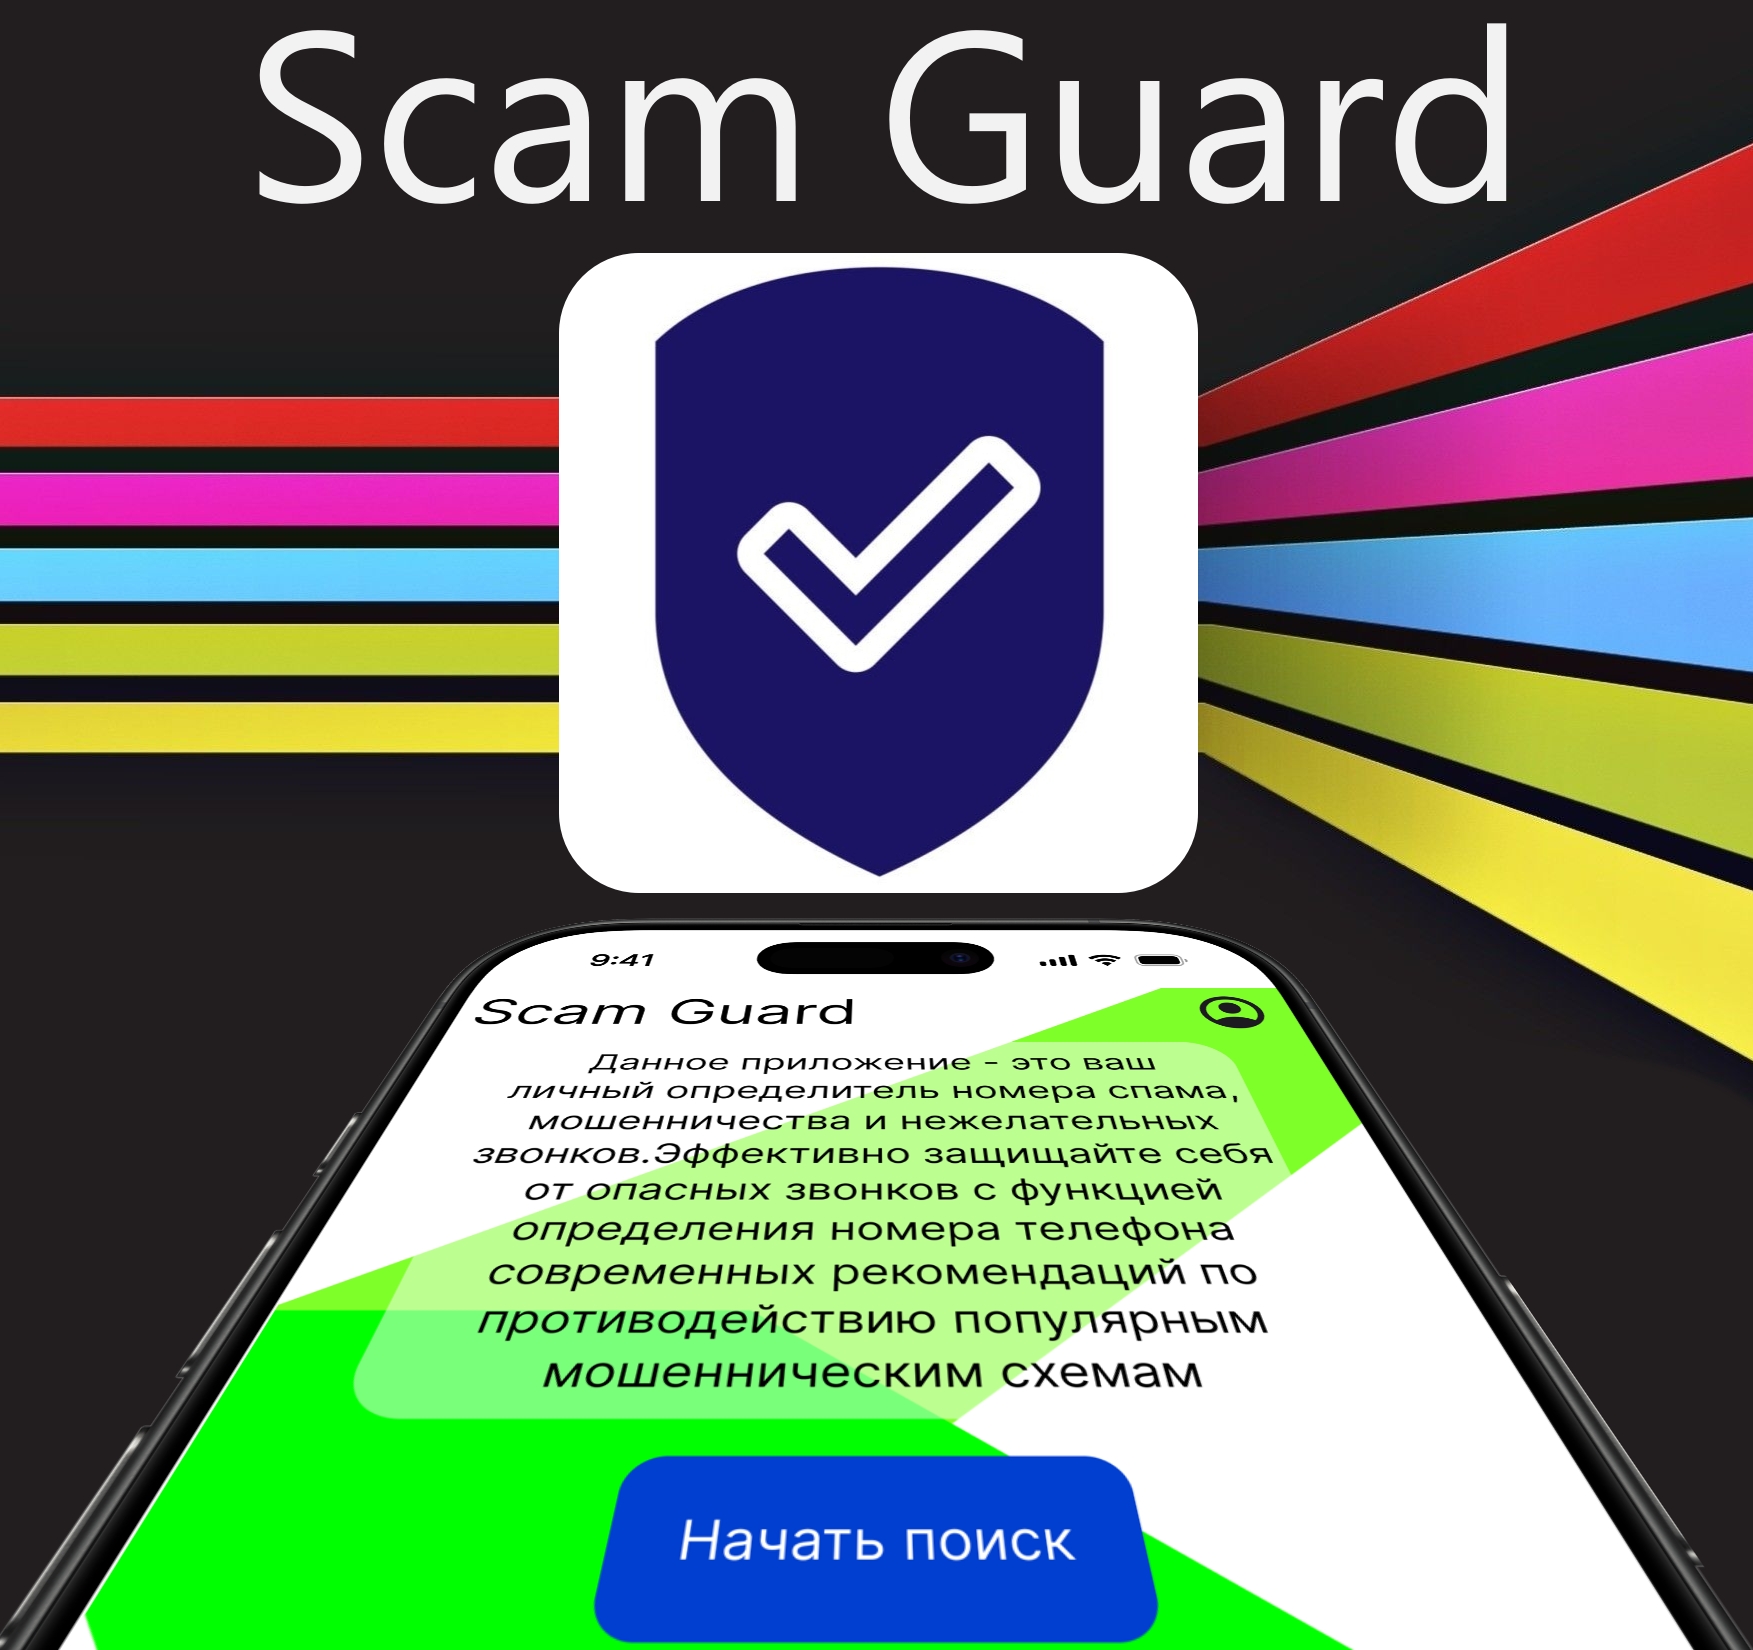 Scam Guard
9:41
Scam Guard
Данное приложение - это ваш
личный определитель номера спама,
мошенничества и нежелательных
звонков.Эффективно защищайте себя
от опасных звонков с функцией
определения номера телефона
современных рекомендаций по
противодействию популярным
мошенническим схемам
Начать поиск